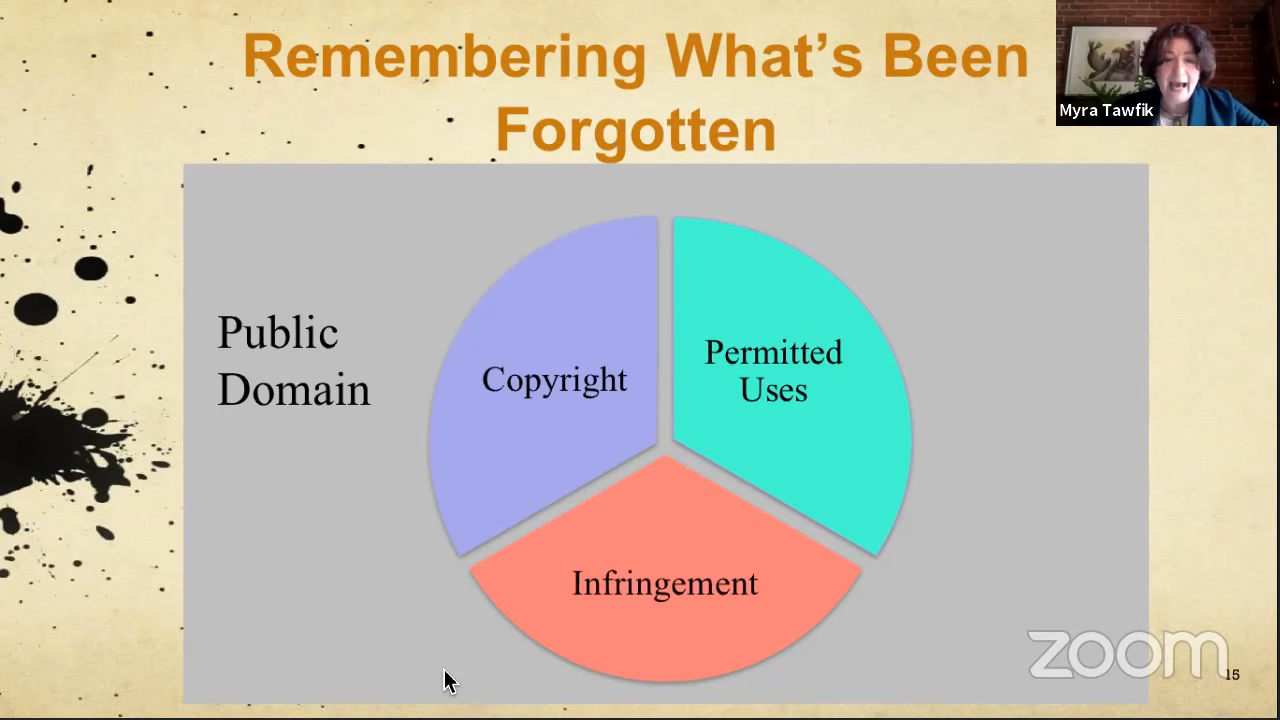 Remembering What's Been
Forgotten
Myra Tawfik
Public
Domain
Copyright
Permitted
Uses
Infringement
zoom
15